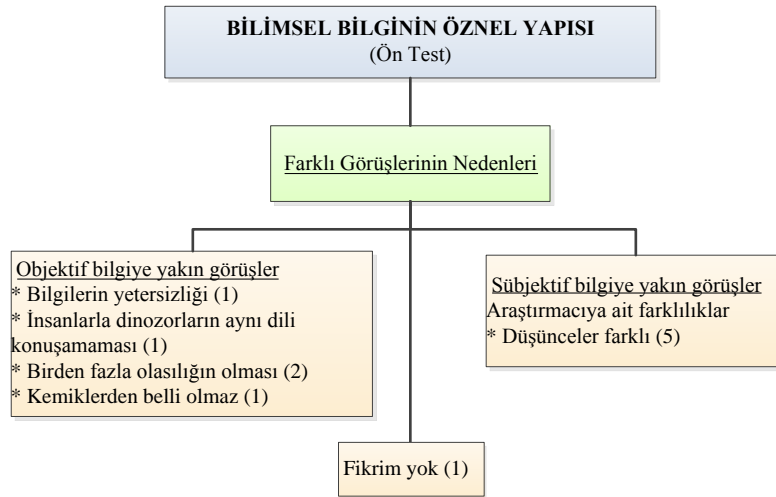 BİLİMSEL BİLGİNİN ÖZNEL YAPISI
(Ön Test)
Farklı Görüşlerinin Nedenleri
Objektif bilgiye yakın görüşler
* Bilgilerin yetersizliği (1)
* İnsanlarla dinozorların aynı dili
konuşamaması (1)
* Birden fazla olasılığın olması (2)
* Kemiklerden belli olmaz (1)
Sübjektif bilgiye yakın görüşler
Araştırmacıya ait farklılıklar
* Düşünceler farklı (5)
Fikrim yok (1)